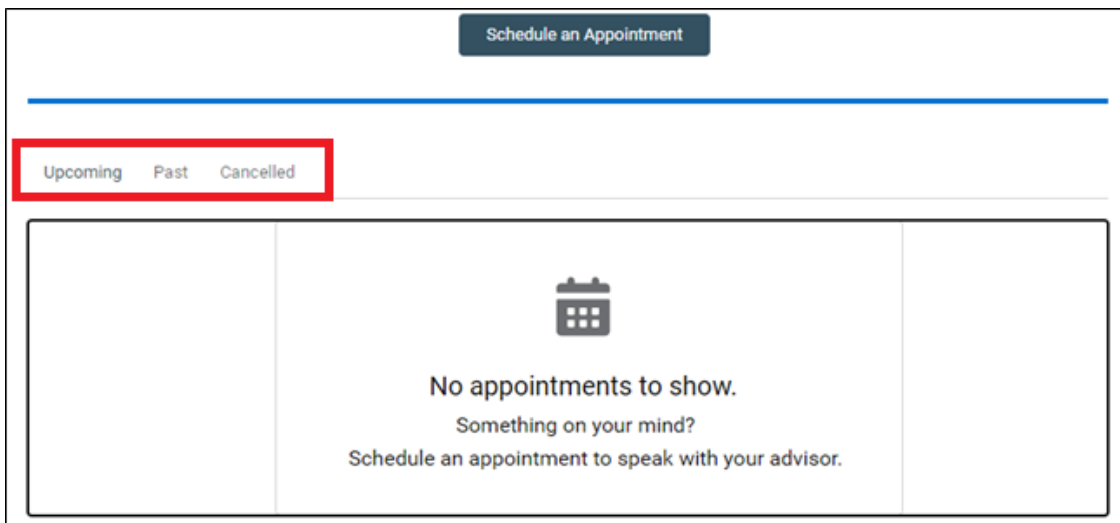 Schedule an Appointment
Upcoming Past Cancelled
No appointments to show.
Something on your mind?
Schedule an appointment to speak with your advisor.